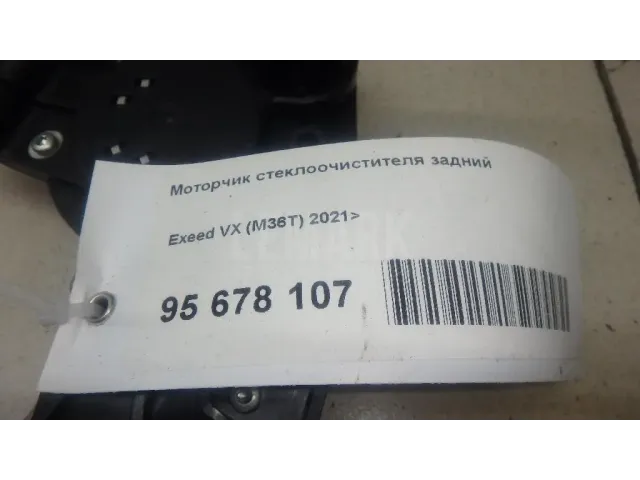 Моторчик стеклоочистителя задний
Exeed VX (M36T) 2021>
95 678 107